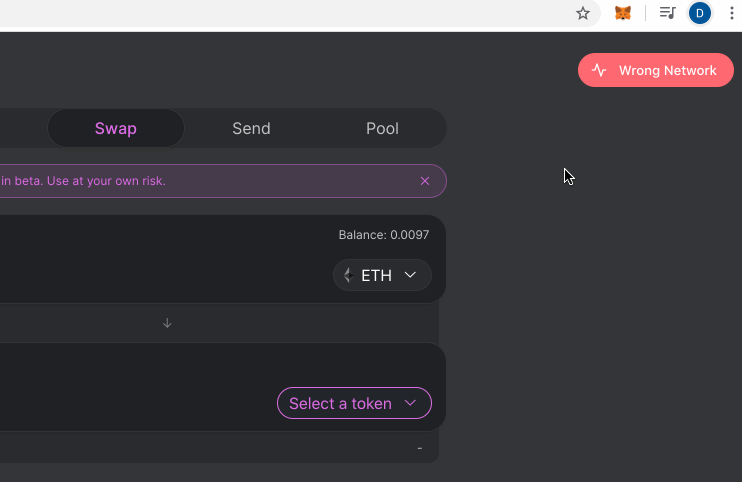 D
Wrong Network
Swap Send Pool
in beta. Use at your own risk.
Balance: 0.0097
ETH
Select a token
-